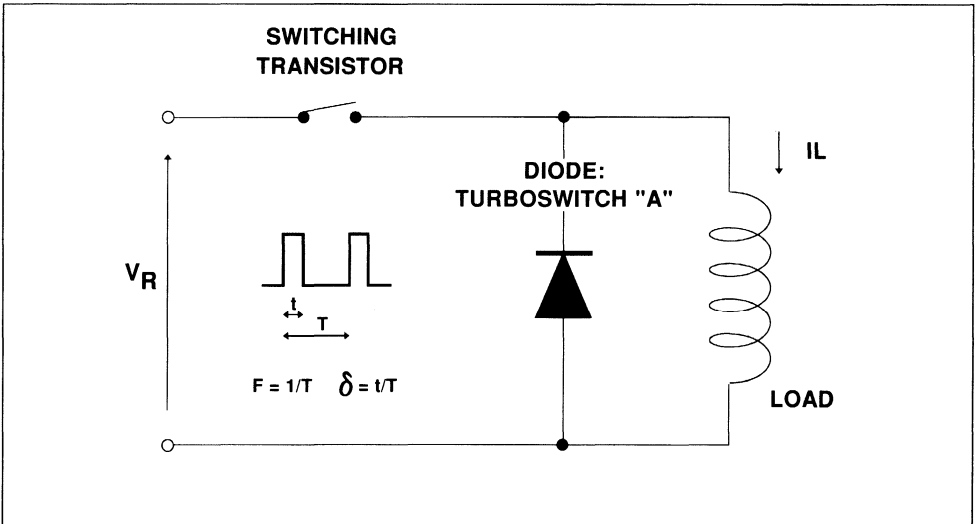 SWITCHING
TRANSISTOR
IL
DIODE:
TURBOSWITCH "A"
VR
t
T
F = 1/T δ = t/T
LOAD